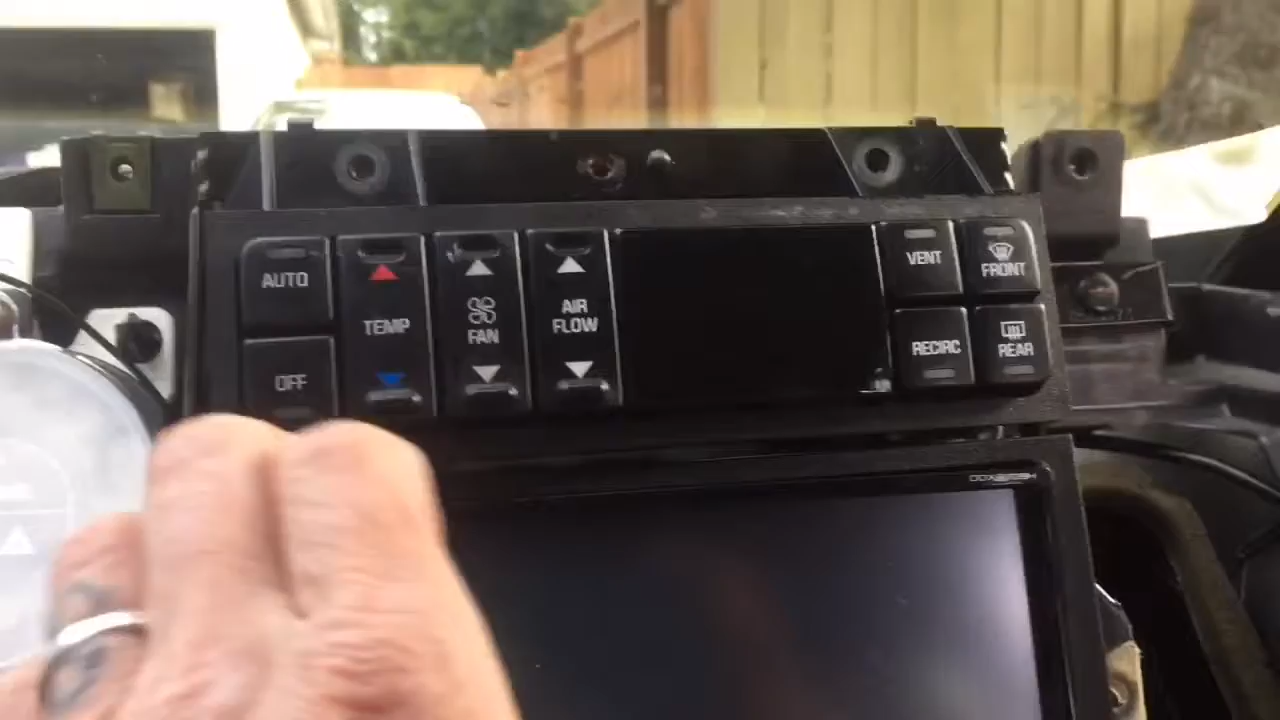 AUTO
TEMP
FAN
AIR
FLOW
VENT
FRONT
OFF
RECIRC
REAR